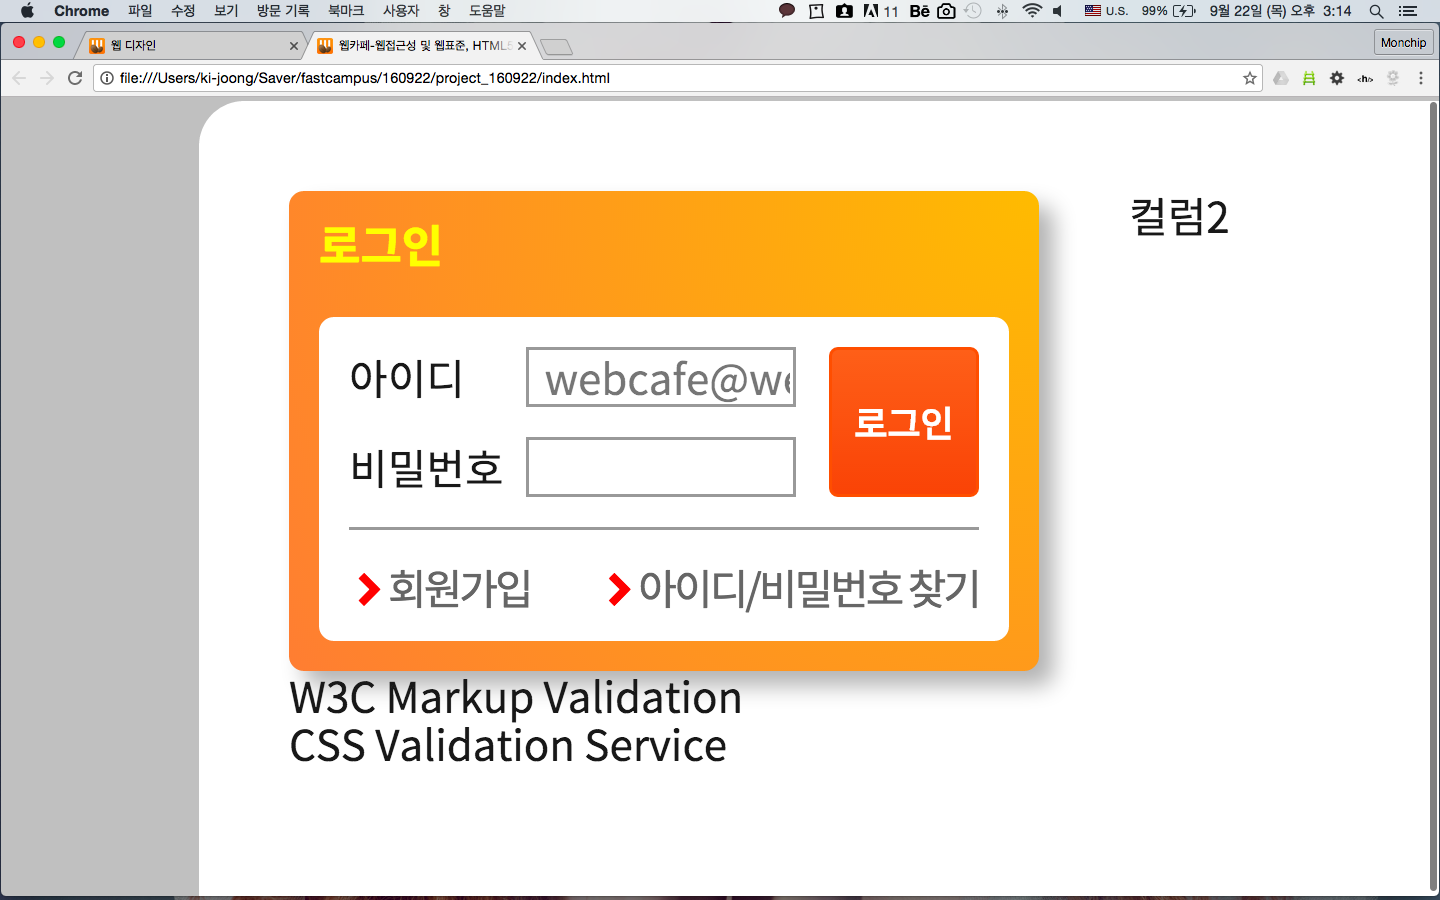 Chrome 파일 수정 보기 방문 기록 북마크 사용자 창 도움말 11 Bē U.S. 99% 9월 22일 (목) 오후 3:14
웹 디자인 웹카페-웹접근성 및 웹표준, HTML5 Monchip
file:///Users/ki-joong/Saver/fastcampus/160922/project_160922/index.html
로그인
컬럼2
아이디 webcafe@we
비밀번호
로그인
회원가입 아이디/비밀번호 찾기
W3C Markup Validation
CSS Validation Service